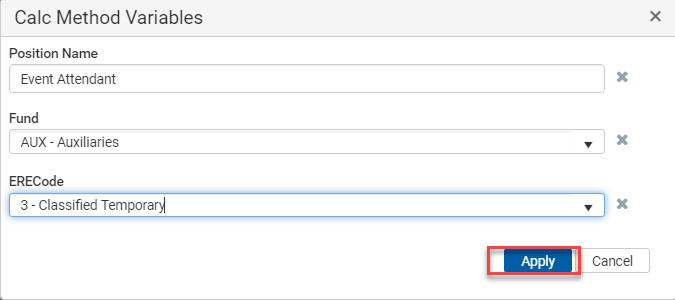 Calc Method Variables
Position Name
Event Attendant
Fund
AUX - Auxiliaries
ERECode
3 - Classified Temporary
Apply Cancel